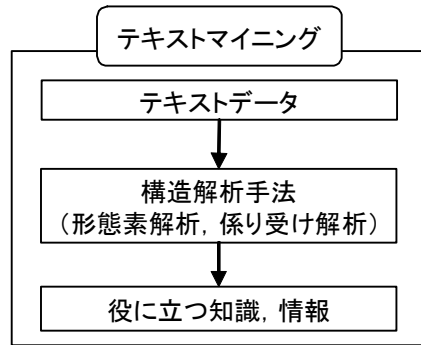 テキストマイニング
テキストデータ
構造解析手法
(形態素解析, 係り受け解析)
役に立つ知識, 情報